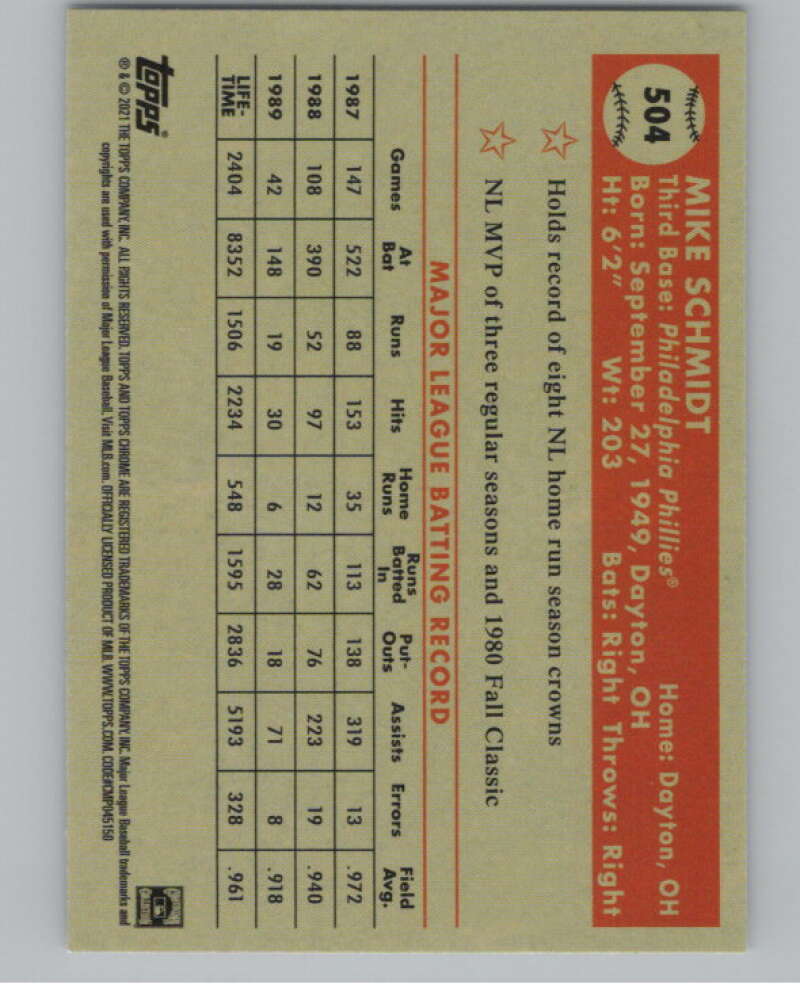 504
MIKE SCHMIDT
Third Base: Philadelphia Phillies® Home: Dayton, OH
Born: September 27, 1949, Dayton, OH
Ht: 6'2" Wt: 203 Bats: Right Throws: Right
Holds record of eight NL home run season crowns
NL MVP of three regular seasons and 1980 Fall Classic
MAJOR LEAGUE BATTING RECORD
Games At Bat Runs Hits Home Runs Runs Batted In Put-Outs Assists Errors Field Avg.
1987 147 522 88 153 35 113 138 319 13 .972
1988 108 390 52 97 12 62 76 223 19 .940
1989 42 148 19 30 6 28 18 71 8 .918
LIFE-TIME 2404 8352 1506 2234 548 1595 2836 5193 328 .961
topps®
® & © 2021 THE TOPPS COMPANY, INC. ALL RIGHTS RESERVED. TOPPS AND TOPPS CHROME ARE REGISTERED TRADEMARKS OF THE TOPPS COMPANY, INC. Major League Baseball trademarks and
copyrights are used with permission of Major League Baseball. Visit MLB.com. OFFICIALLY LICENSED PRODUCT OF MLB. WWW.TOPPS.COM. CODE#CMP045150